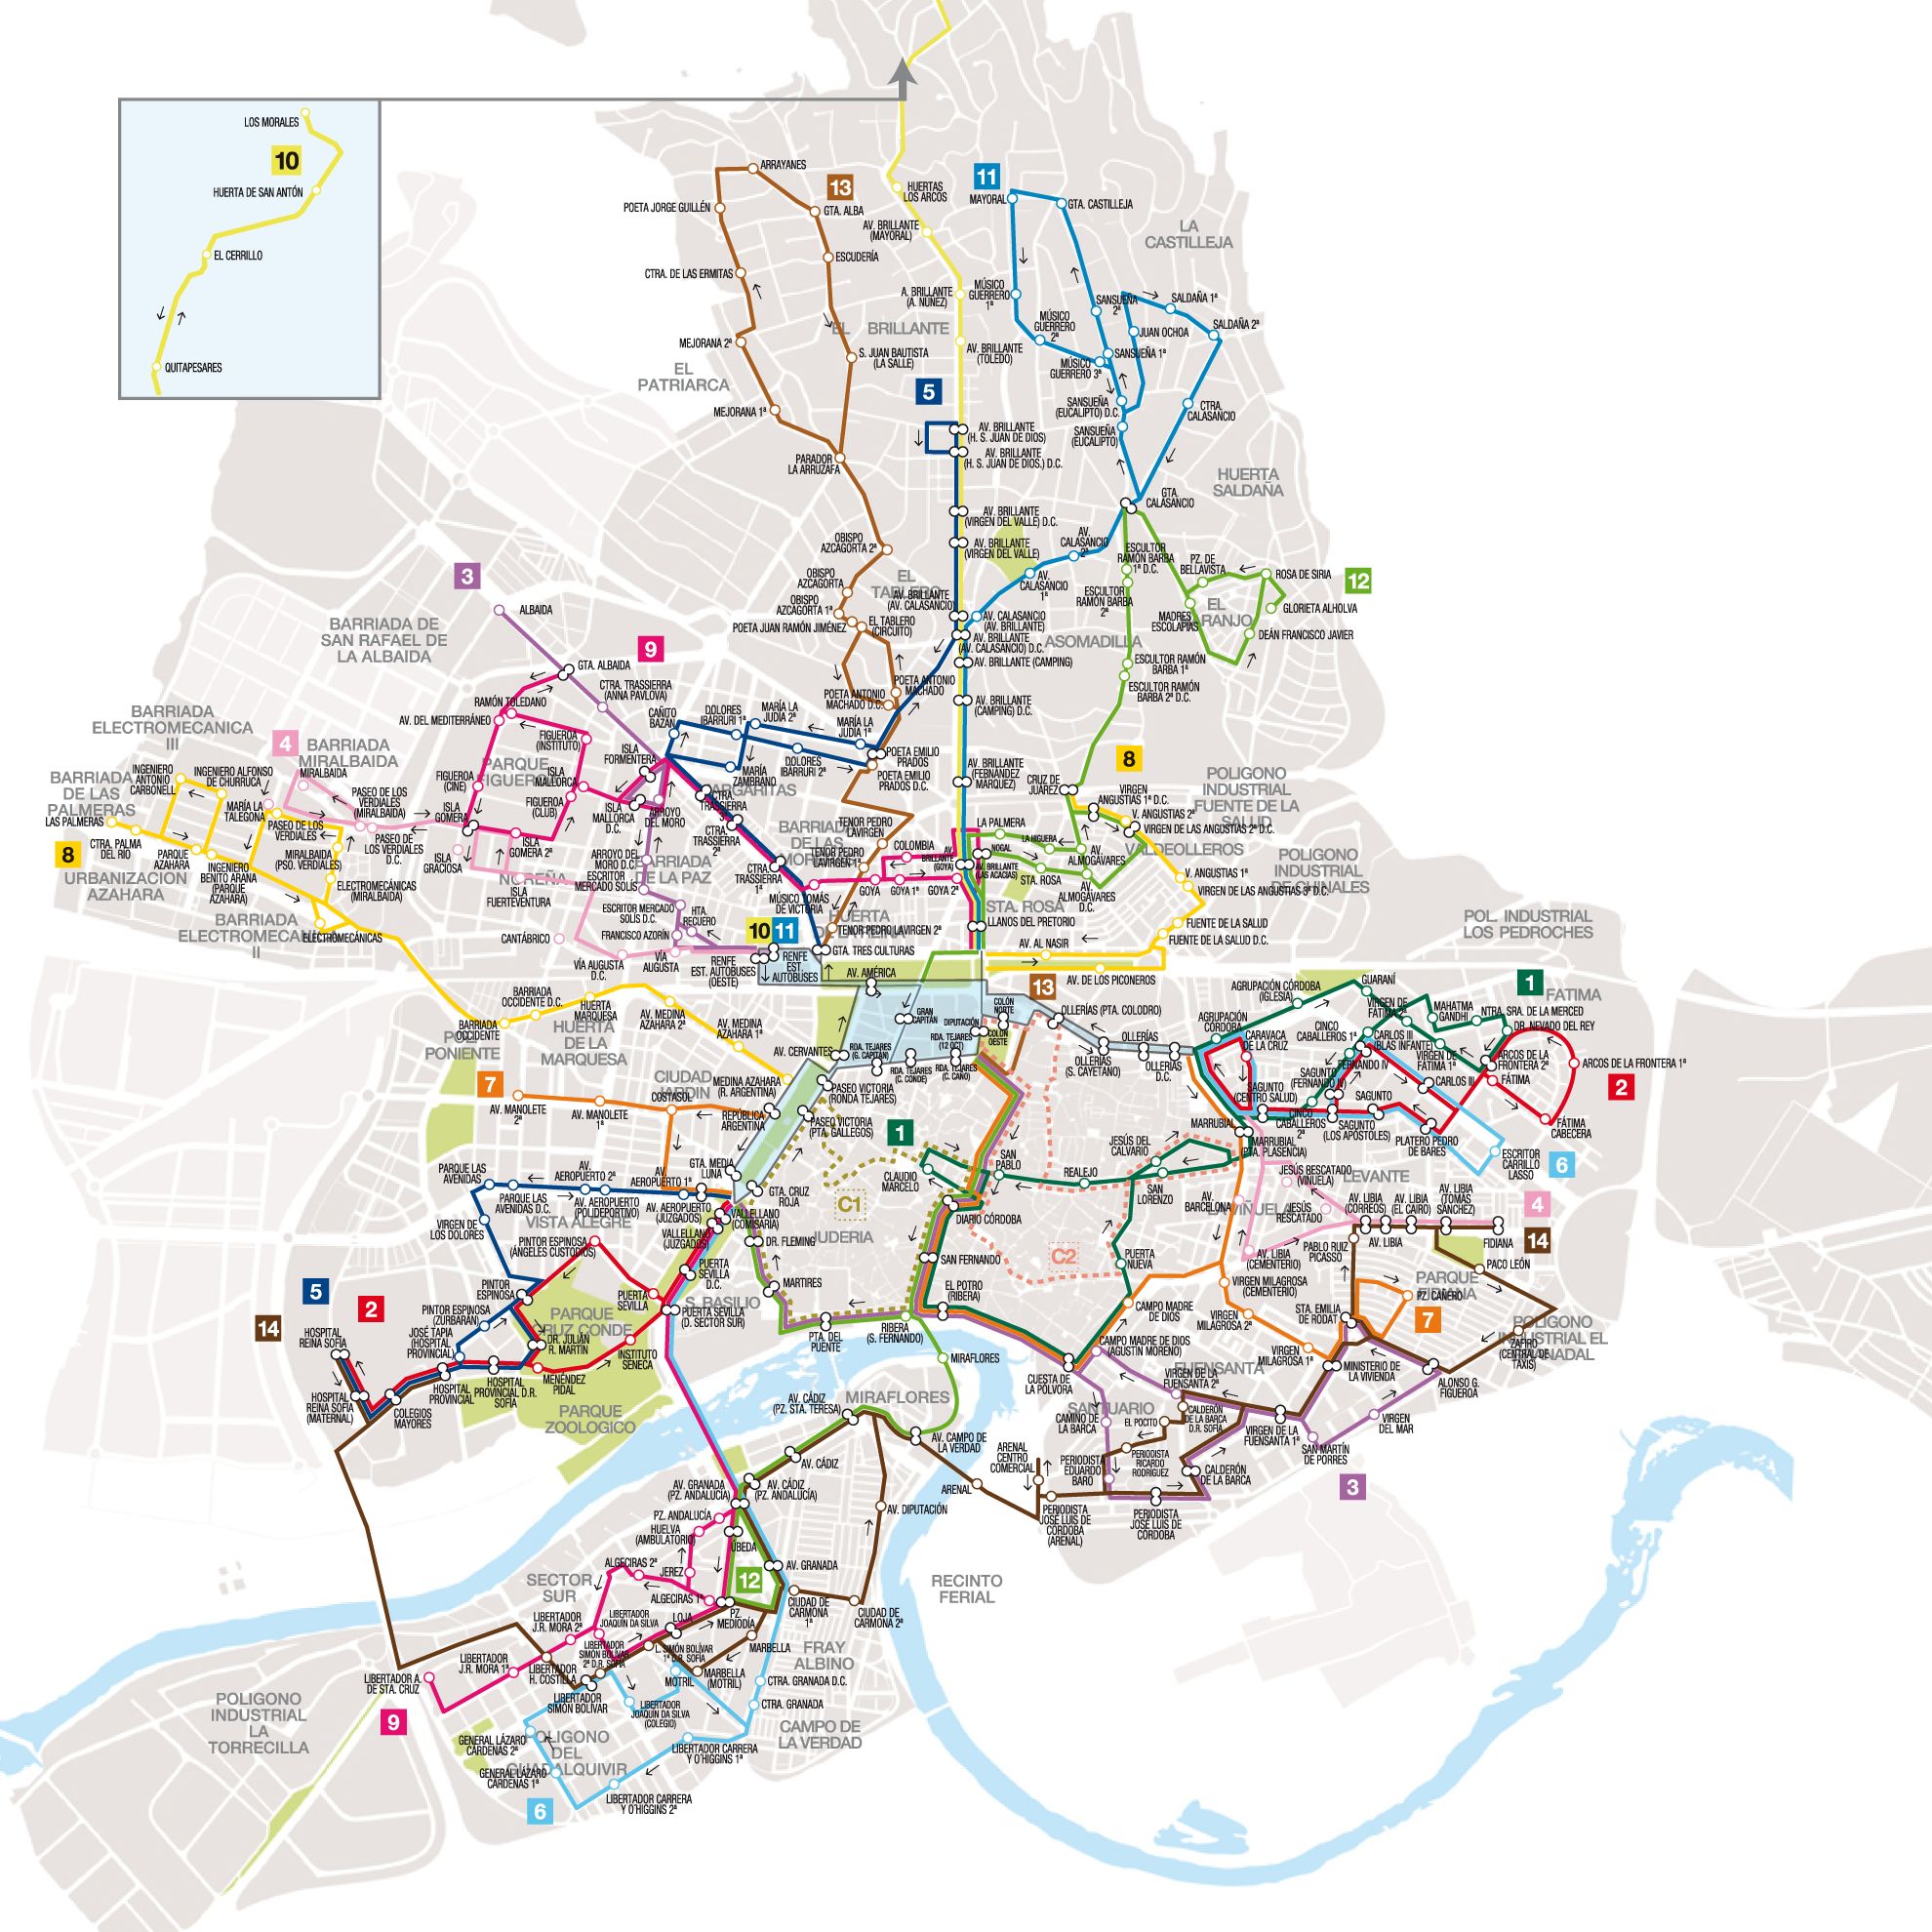 LOS MORALES
10
HUERTA DE SAN ANTÓN
EL CERRILLO
QUITAPESARES
ARRAYANES
13
POETA JORGE GUILLÉN
GTA. ALBA
ESCUDERÍA
CTRA. DE LAS ERMITAS
MEJORANA 2ª
S. JUAN BAUTISTA
(LA SALLE)
EL
PATRIARCA
MEJORANA 1ª
PARADOR
LA ARRUZAFA
HUERTAS
LOS ARCOS
AV. BRILLANTE
(MAYORAL)
A. BRILLANTE
(A. NUÑEZ)
EL BRILLANTE
AV. BRILLANTE
(TOLEDO)
5
AV. BRILLANTE
(H. S. JUAN DE DIOS)
AV. BRILLANTE
(H. S. JUAN DE DIOS.) D.C.
AV. BRILLANTE
(VIRGEN DEL VALLE) D.C.
AV. BRILLANTE
(VIRGEN DEL VALLE)
11
MAYORAL
GTA. CASTILLEJA
LA
CASTILLEJA
MÚSICO
GUERRERO
1ª
MÚSICO
GUERRERO
2ª
MÚSICO
GUERRERO 3ª
SANSUEÑA
2ª
SALDAÑA 1ª
SALDAÑA 2ª
JUAN OCHOA
SANSUEÑA 1ª
SANSUEÑA
(EUCALIPTO) D.C.
SANSUEÑA
(EUCALIPTO)
CTRA.
CALASANCIO
HUERTA
SALDAÑA
GTA.
CALASANCIO
AV.
CALASANCIO
2ª
AV.
CALASANCIO
1ª
ESCULTOR
RAMÓN BARBA
1ª D.C.
ESCULTOR
RAMÓN BARBA
2ª
PZ. DE
BELLAVISTA
ROSA DE SIRIA
12
GLORIETA ALHOLVA
MADRES
ESCOLAPIAS
DEÁN FRANCISCO JAVIER
ESCULTOR RAMÓN
BARBA 1ª
ESCULTOR RAMÓN
BARBA 2ª D.C.
OBISPO
AZCAGORTA 2ª
OBISPO
AZCAGORTA
OBISPO
AZCAGORTA 1ª
POETA JUAN RAMÓN JIMÉNEZ
EL TABLERO
(CIRCUITO)
AV. BRILLANTE
(AV. CALASANCIO)
AV. CALASANCIO
(AV. BRILLANTE)
AV. BRILLANTE
(AV. CALASANCIO) D.C.
ASOMADILLA
AV. BRILLANTE (CAMPING)
AV. BRILLANTE
(CAMPING) D.C.
POETA ANTONIO
MACHADO
POETA ANTONIO
MACHADO D.C.
3
ALBAIDA
BARRIADA DE
SAN RAFAEL DE
LA ALBAIDA
9
GTA. ALBAIDA
CTRA. TRASSIERRA
(ANNA PAVLOVA)
RAMÓN TOLEDANO
AV. DEL MEDITERRÁNEO
CAÑITO
BAZÁN
DOLORES
IBARRURI 1ª
MARÍA LA
JUDÍA 2ª
MARÍA LA
JUDÍA 1ª
DOLORES
IBARRURI 2ª
MARÍA
ZAMBRANO
POETA EMILIO
PRADOS
POETA EMILIO
PRADOS D.C.
BARRIADA
ELECTROMECANICA
III
4
BARRIADA
MIRALBAIDA
MIRALBAIDA
INGENIERO
ANTONIO
CARBONELL
INGENIERO ALFONSO
DE CHURRUCA
BARRIADA
DE LAS
PALMERAS
LAS PALMERAS
CTRA. PALMA
DEL RIO
8
URBANIZACION
AZAHARA
PARQUE
AZAHARA
INGENIERO
BENITO ARANA
(PARQUE
AZAHARA)
MARÍA LA
TALEGONA
PASEO DE LOS
VERDIALES
PASEO DE LOS
VERDIALES
(MIRALBAIDA)
PASEO DE
LOS VERDIALES
D.C.
MIRALBAIDA
(PSO. VERDIALES)
ELECTROMECÁNICAS
(MIRALBAIDA)
ELECTROMECÁNICAS
FIGUEROA
(INSTITUTO)
FIGUEROA
(CINE)
FIGUEROA
(CLUB)
ISLA
MALLORCA
ISLA
FORMENTERA
ISLA
MALLORCA
D.C.
ISLA
GOMERA
ISLA
GOMERA 2ª
ISLA
GRACIOSA
ISLA
FUERTEVENTURA
ARROYO
DEL MORO
ARROYO DEL
MORO D.C.
ESCRITOR
MERCADO SOLÍS
ESCRITOR MERCADO
SOLÍS D.C.
FRANCISCO AZORÍN
HTA.
RECUERO
CANTÁBRICO
VÍA AUGUSTA
D.C.
VÍA
AUGUSTA
CTRA.
TRASSIERRA
2ª
CTRA.
TRASSIERRA
1ª
TENOR PEDRO
LAVIRGEN
TENOR PEDRO
LAVIRGEN 1ª
TENOR PEDRO LAVIRGEN 2ª
COLOMBIA
GOYA
GOYA 1ª
GOYA 2ª
MÚSICO TOMÁS
DE VICTORIA
GTA. TRES CULTURAS
AV. BRILLANTE
(FERNÁNDEZ
MARQUEZ)
AV.
BRILLANTE
(GOYA)
AV. BRILLANTE
(LAS ACACIAS)
LA PALMERA
LA HIGUERA
NOGAL
STA. ROSA
STA. ROSA
LLANOS DEL PRETORIO
CRUZ DE
JUAREZ
8
VIRGEN
ANGUSTIAS 1ª D.C.
V. ANGUSTIAS 2ª
VIRGEN DE LAS ANGUSTIAS 2ª D.C.
VALDEOLLEROS
AV.
ALMOGÁVARES
AV.
ALMOGÁVARES
D.C.
V. ANGUSTIAS 1ª
VIRGEN DE LAS ANGUSTIAS 3ª D.C.
FUENTE DE LA SALUD
FUENTE DE LA SALUD D.C.
AV. AL NASIR
AV. DE LOS PICONEROS
POLIGONO
INDUSTRIAL
FUENTE DE LA
SALUD
POLIGONO
INDUSTRIAL
DE CHINALES
POL. INDUSTRIAL
LOS PEDROCHES
10
11
RENFE
EST. AUTOBUSES
(OESTE)
RENFE
EST.
AUTOBUSES
AV. AMÉRICA
GRAN
CAPITÁN
DIPUTACIÓN
COLÓN
NORTE
COLÓN
OESTE
13
OLLERÍAS (PTA. COLODRO)
OLLERÍAS
OLLERÍAS
(S. CAYETANO)
OLLERÍAS
D.C.
AV. CERVANTES
RDA. TEJARES
(G. CAPITÁN)
RDA. TEJARES
(12 OCT)
RDA. TEJARES
(C. CONDE)
RDA. TEJARES
(C. CAÑO)
BARRIADA
OCCIDENTE D.C.
BARRIADA
OCCIDENTE
HUERTA
MARQUESA
HUERTA
DE LA
MARQUESA
AV. MEDINA
AZAHARA 2ª
AV. MEDINA
AZAHARA 1ª
MEDINA AZAHARA
(R. ARGENTINA)
7
AV. MANOLETE
2ª
AV. MANOLETE
1ª
COSTASOL
REPÚBLICA
ARGENTINA
PASEO VICTORIA
(RONDA TEJARES)
PASEO VICTORIA
(PTA. GALLEGOS)
1
CLAUDIO
MARCELO
SAN
PABLO
REALEJO
JESÚS DEL
CALVARIO
SAN
LORENZO
MARRUBIAL
MARRUBIAL
(PTA. PLASENCIA)
AGRUPACIÓN CÓRDOBA
(IGLESIA)
AGRUPACIÓN
CÓRDOBA
GUARANÍ
1
FATIMA
VIRGEN DE
FÁTIMA 2ª
MAHATMA
GANDHI
NTRA. SRA. DE LA MERCED
DR. NEVADO DEL REY
CARAVACA
DE LA CRUZ
CINCO
CABALLEROS 1ª
CARLOS III
(BLAS INFANTE)
VIRGEN DE
FÁTIMA 1ª
ARCOS DE LA
FRONTERA 2ª
ARCOS DE LA FRONTERA 1ª
2
FERNANDO IV
CARLOS III
FÁTIMA
FÁTIMA
CABECERA
SAGUNTO
(FERNANDO IV)
SAGUNTO
(CENTRO SALUD)
CINCO
CABALLEROS
2ª
SAGUNTO
SAGUNTO
(LOS APÓSTOLES)
PLATERO PEDRO
DE BARES
ESCRITOR
CARRILLO
LASSO
6
LEVANTE
JESÚS RESCATADO
(VIÑUELA)
JESÚS
RESCATADO
AV.
BARCELONA
AV. LIBIA
(CORREOS)
AV. LIBIA
(EL CAIRO)
AV. LIBIA
(TOMÁS
SÁNCHEZ)
4
14
FIDIANA
AV. LIBIA
AV. LIBIA
(CEMENTERIO)
PABLO RUIZ
PICASSO
PACO LEÓN
PZ. CAÑERO
7
VIRGEN MILAGROSA
(CEMENTERIO)
VIRGEN
MILAGROSA 2ª
VIRGEN
MILAGROSA 1ª
STA. EMILIA
DE RODAT
ZAFIRO
(CENTRAL DE
TAXIS)
MINISTERIO DE
LA VIVIENDA
ALONSO G.
FIGUEROA
VIRGEN
DEL MAR
PARQUE LAS
AVENIDAS
AV.
AEROPUERTO 2ª
PARQUE LAS
AVENIDAS D.C.
AV. AEROPUERTO
(POLIDEPORTIVO)
AV.
AEROPUERTO 1ª
AV. AEROPUERTO
(JUZGADOS)
GTA. MEDIA
LUNA
GTA. CRUZ
ROJA
VALLELLANO
(COMISARIA)
VALLELLANO
(JUZGADOS)
DR. FLEMING
VISTA ALEGRE
VIRGEN DE
LOS DOLORES
PINTOR ESPINOSA
(ÁNGELES CUSTODIOS)
PINTOR
ESPINOSA
PINTOR ESPINOSA
(ZURBARÁN)
JOSÉ TAPIA
(HOSPITAL
PROVINCIAL)
PUERTA
SEVILLA
PUERTA
SEVILLA
D.C.
PUERTA SEVILLA
(D. SECTOR SUR)
S. BASILIO
MARTIRES
C1
JUDERIA
C2
DIARIO CÓRDOBA
SAN FERNANDO
EL POTRO
(RIBERA)
PTA. DEL
PUENTE
RIBERA
(S. FERNANDO)
MIRAFLORES
PUERTA
NUEVA
CAMPO MADRE
DE DIOS
CAMPO MADRE DE DIOS
(AGUSTÍN MORENO)
CUESTA DE
LA PÓLVORA
5
2
14
HOSPITAL
REINA SOFÍA
HOSPITAL
REINA SOFÍA
(MATERNAL)
COLEGIOS
MAYORES
HOSPITAL
PROVINCIAL
HOSPITAL
PROVINCIAL D.R.
SOFÍA
DR. JULIÁN
R. MARTÍN
MENÉNDEZ
PIDAL
INSTITUTO
SÉNECA
PARQUE
CRUZ CONDE
PARQUE
ZOOLOGICO
FUENSANTA
VIRGEN DE LA
FUENSANTA 2ª
SANTUARIO
CAMINO DE
LA BARCA
EL POCITO
CALDERÓN
DE LA BARCA
D.R. SOFÍA
VIRGEN DE LA
FUENSANTA 1ª
SAN MARTÍN
DE PORRES
3
PERIODISTA
EDUARDO
BARO
PERIODISTA
RICARDO
RODRÍGUEZ
CALDERÓN
DE LA BARCA
PERIODISTA
JOSÉ LUIS DE
CÓRDOBA
PERIODISTA
JOSÉ LUIS DE
CÓRDOBA
(ARENAL)
ARENAL
CENTRO
COMERCIAL
ARENAL
MIRAFLORES
AV. CÁDIZ
(PZ. STA. TERESA)
AV. CAMPO DE
LA VERDAD
AV. CÁDIZ
AV. CÁDIZ
(PZ. ANDALUCÍA)
AV. GRANADA
(PZ. ANDALUCÍA)
AV. DIPUTACIÓN
PZ. ANDALUCÍA
HUELVA
(AMBULATORIO)
ÚBEDA
12
AV. GRANADA
ALGECIRAS 2ª
JEREZ
ALGECIRAS 1ª
SECTOR
SUR
RECINTO
FERIAL
CIUDAD DE
CARMONA
1ª
CIUDAD DE
CARMONA 2ª
PZ.
MEDIODÍA
LOJA
MARBELLA
MARBELLA
(MOTRIL)
MOTRIL
FRAY
ALBINO
LIBERTADOR
J.R. MORA 2ª
LIBERTADOR
JOAQUÍN DA SILVA
LIBERTADOR
SIMÓN BOLÍVAR
2ª D.R. SOFÍA
L. SIMÓN BOLÍVAR
1ª D.R. SOFÍA
LIBERTADOR
J.R. MORA 1ª
LIBERTADOR
H. COSTILLA
LIBERTADOR
SIMÓN BOLIVAR
LIBERTADOR A.
DE STA. CRUZ
9
LIBERTADOR
JOAQUÍN DA SILVA
(COLEGIO)
CTRA. GRANADA D.C.
CTRA. GRANADA
CAMPO DE
LA VERDAD
LIBERTADOR CARRERA
Y O'HIGGINS 1ª
LIBERTADOR CARRERA
Y O'HIGGINS 2ª
GENERAL LÁZARO
CÁRDENAS 2ª
GENERAL LÁZARO
CÁRDENAS 1ª
POLIGONO
DEL
GUADALQUIVIR
6
POLIGONO
INDUSTRIAL
LA
TORRECILLA